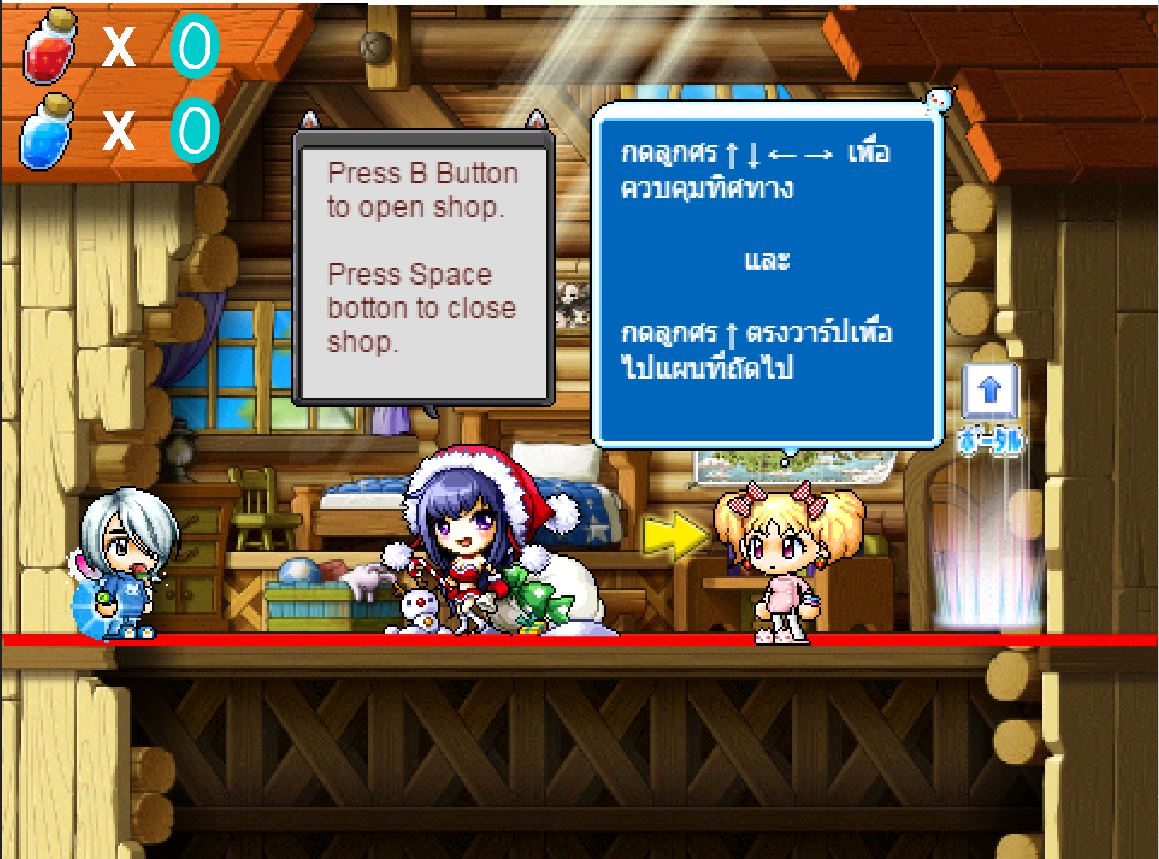 X 0
X 0
Press B Button
to open shop.
Press Space
botton to close
shop.
กดลูกศร ↑ ↓ ← → เพื่อ
ควบคุมทิศทาง
และ
กดลูกศร ↑ ตรงวาร์ปเพื่อ
ไปแผนที่ถัดไป
ポータル